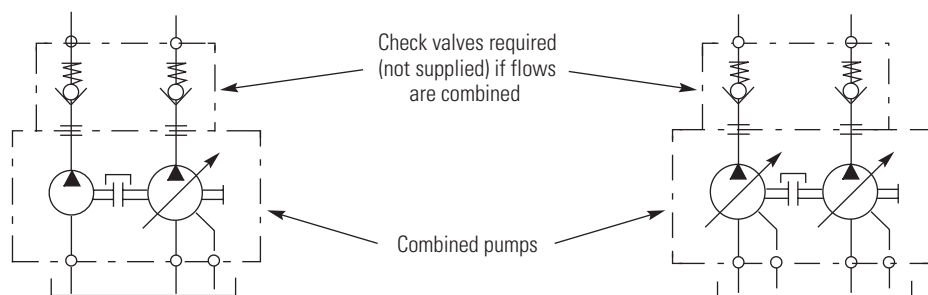 Check valves required
(not supplied) if flows
are combined
Combined pumps